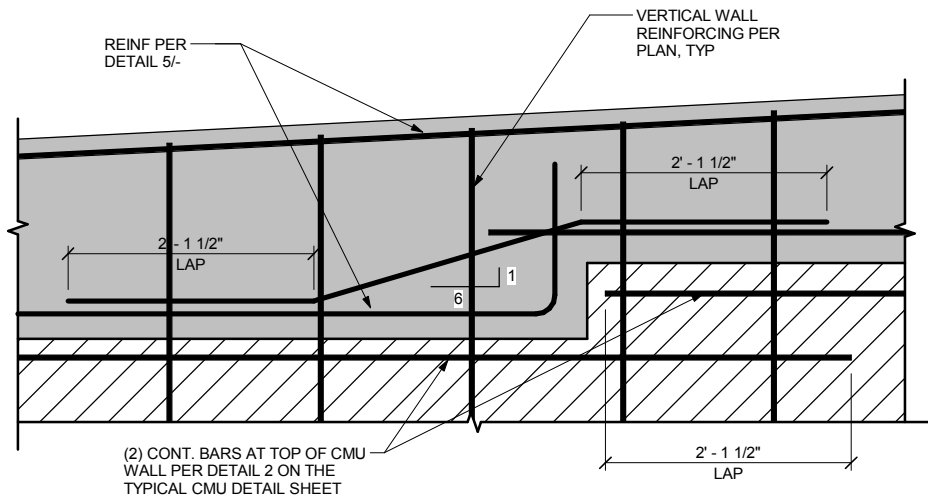 REINF PER
DETAIL 5/-
VERTICAL WALL
REINFORCING PER
PLAN, TYP
2' - 1 1/2"
LAP
2' - 1 1/2"
LAP
1
6
(2) CONT. BARS AT TOP OF CMU
WALL PER DETAIL 2 ON THE
TYPICAL CMU DETAIL SHEET
2' - 1 1/2"
LAP